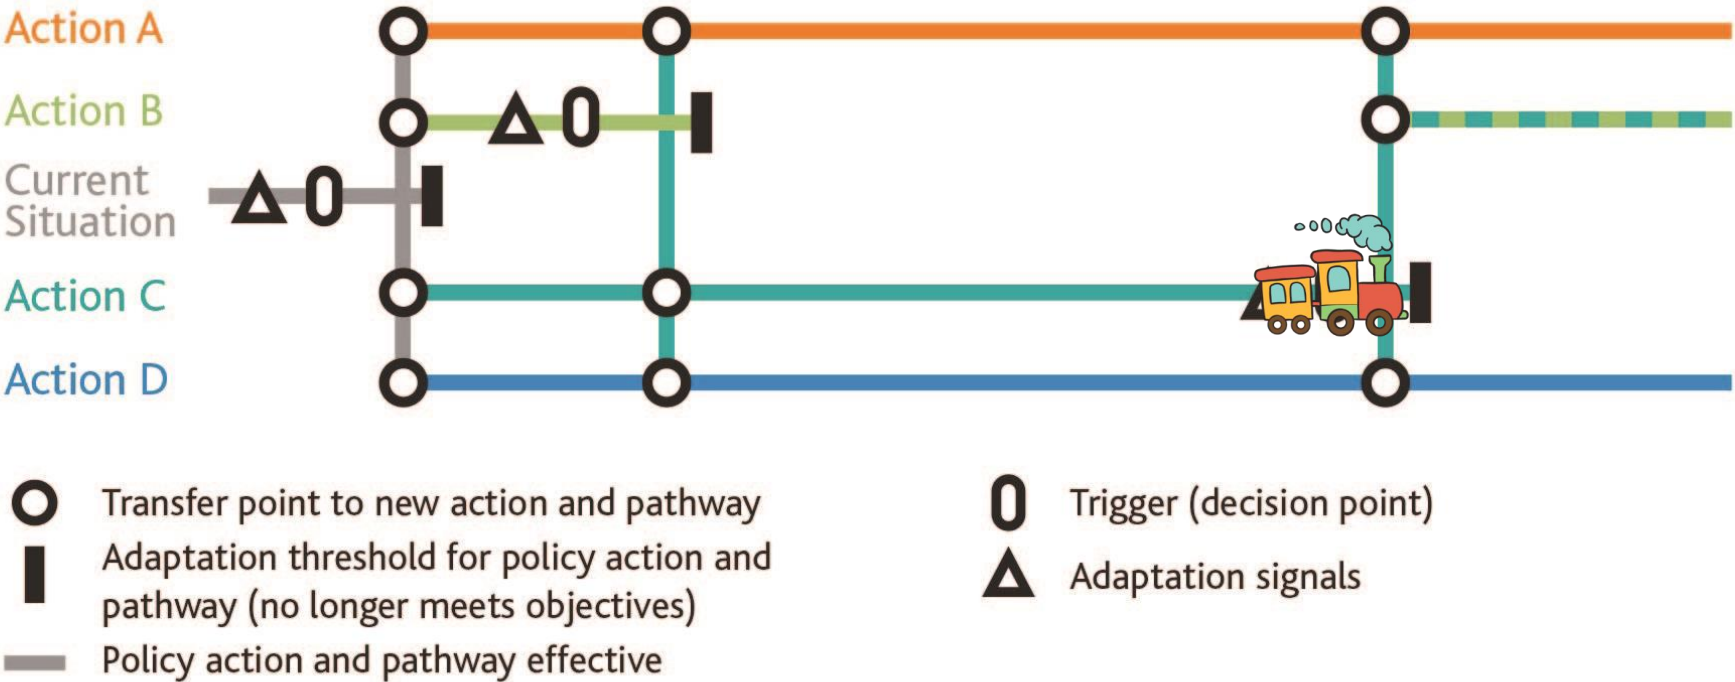 Action A
Action B
Current
Situation
Action C
Action D
Transfer point to new action and pathway
Adaptation threshold for policy action and
pathway (no longer meets objectives)
Policy action and pathway effective
Trigger (decision point)
Adaptation signals